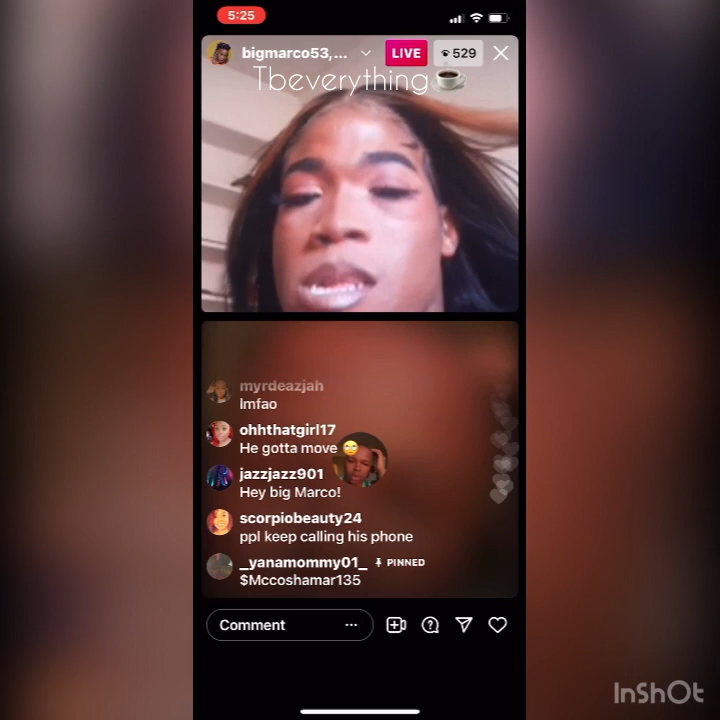 5:25
bigmarco53,...
LIVE
529
Tbeverything
myrdeazjah
lmfao
ohhthatgirl17
He gotta move
jazzjazz901
Hey big Marco!
scorpiobeauty24
ppl keep calling his phone
_yanamommy01_ PINNED
$Mccoshamar135
Comment ...
InShOt